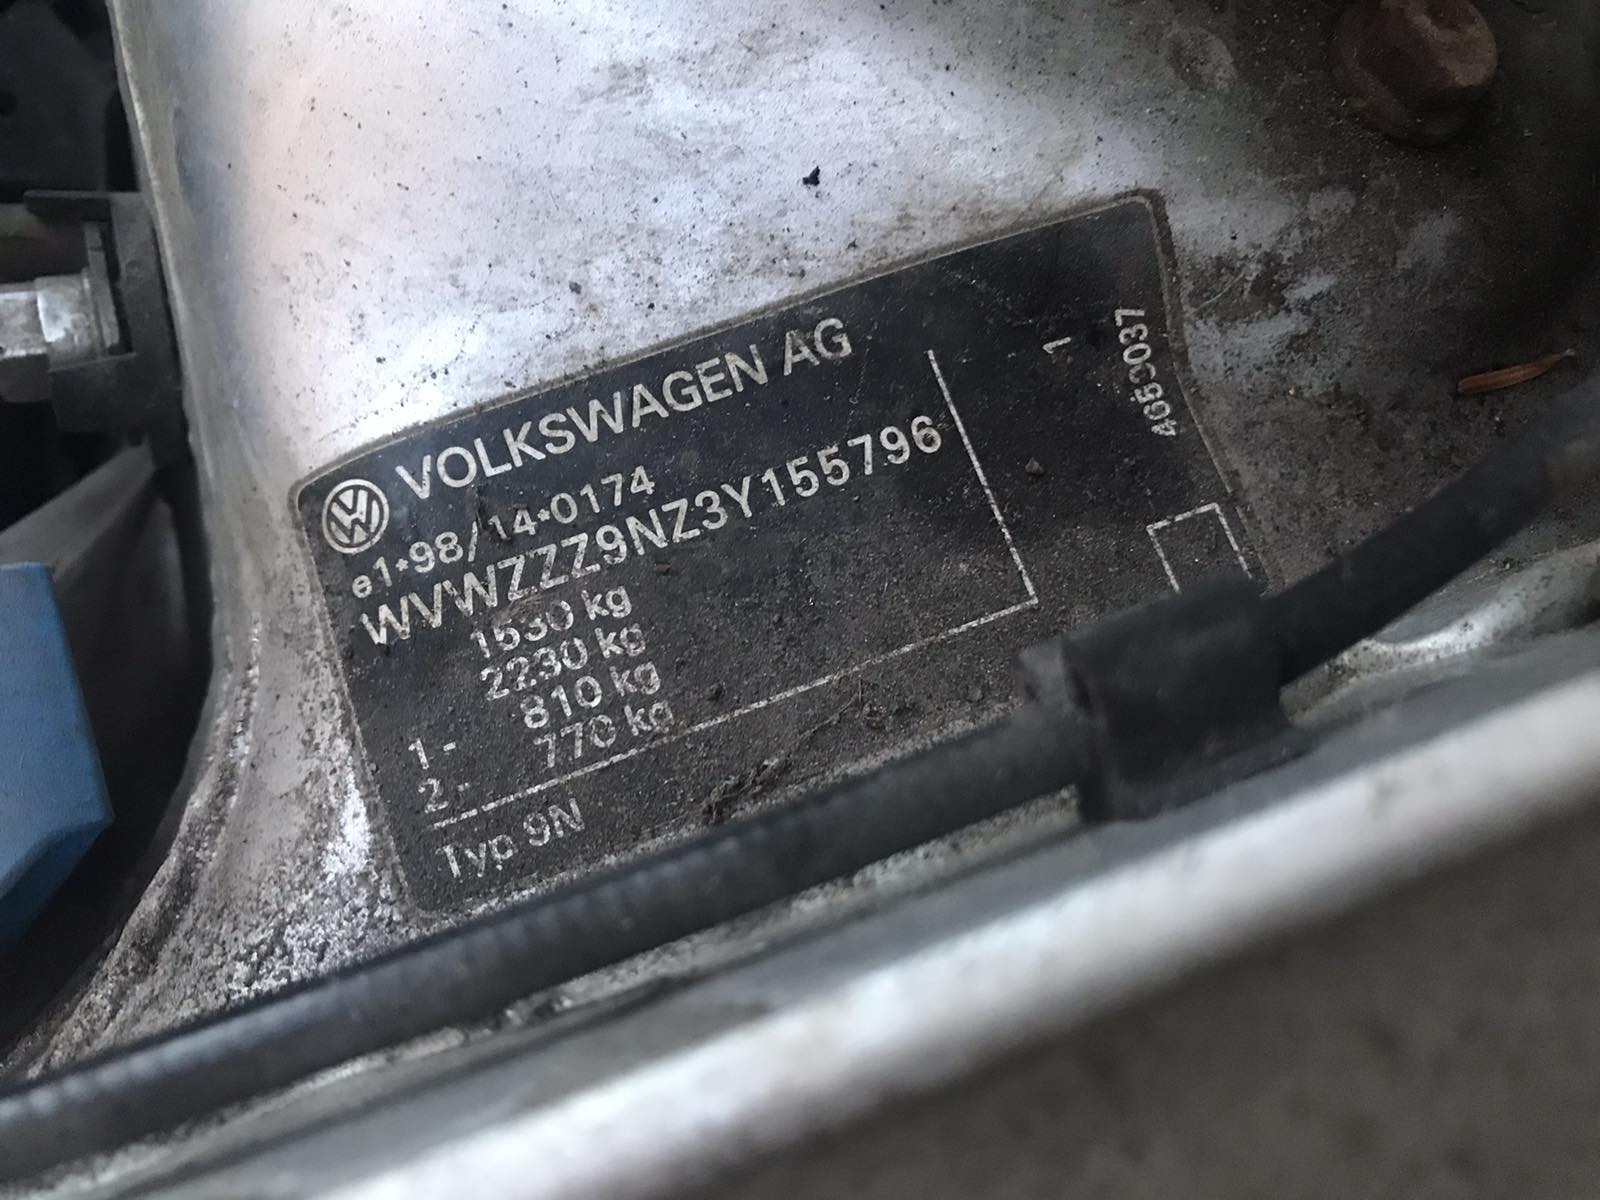 VOLKSWAGEN AG
e1*98/14*0174
WVWZZZ9NZ3Y155796
1530 kg
2230 kg
1- 810 kg
2- 770 kg
Typ 9N
1
4659037